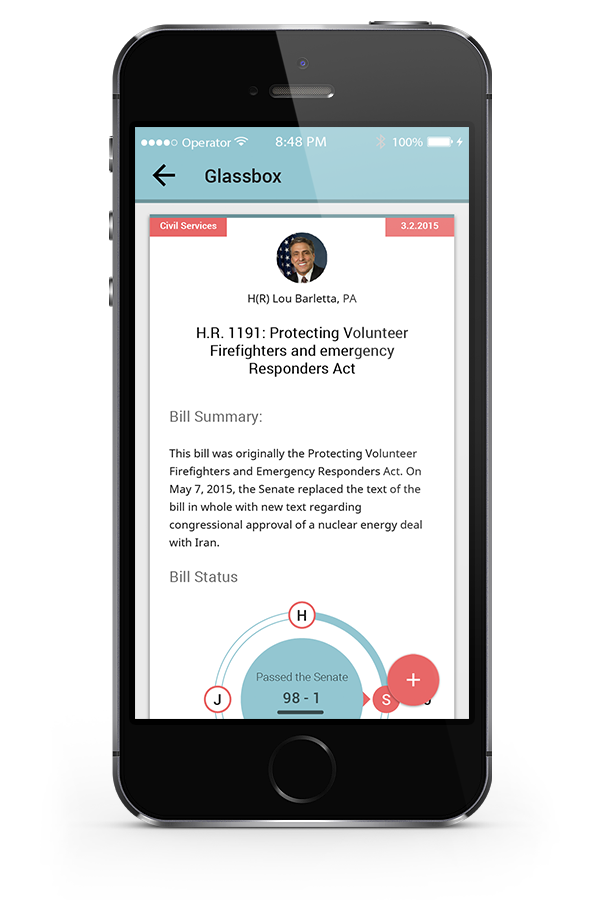 Operator 8:48 PM 100%
Glassbox
Civil Services 3.2.2015
H(R) Lou Barletta, PA
H.R. 1191: Protecting Volunteer
Firefighters and emergency
Responders Act
Bill Summary:
This bill was originally the Protecting Volunteer
Firefighters and Emergency Responders Act. On
May 7, 2015, the Senate replaced the text of the
bill in whole with new text regarding
congressional approval of a nuclear energy deal
with Iran.
Bill Status
H
Passed the Senate
+
J 98 - 1 S